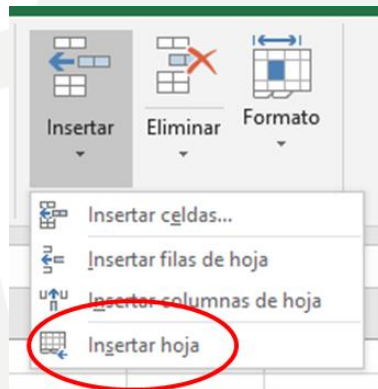 Insertar
Eliminar
Formato
Insertar celdas...
Insertar filas de hoja
Insertar columnas de hoja
Insertar hoja